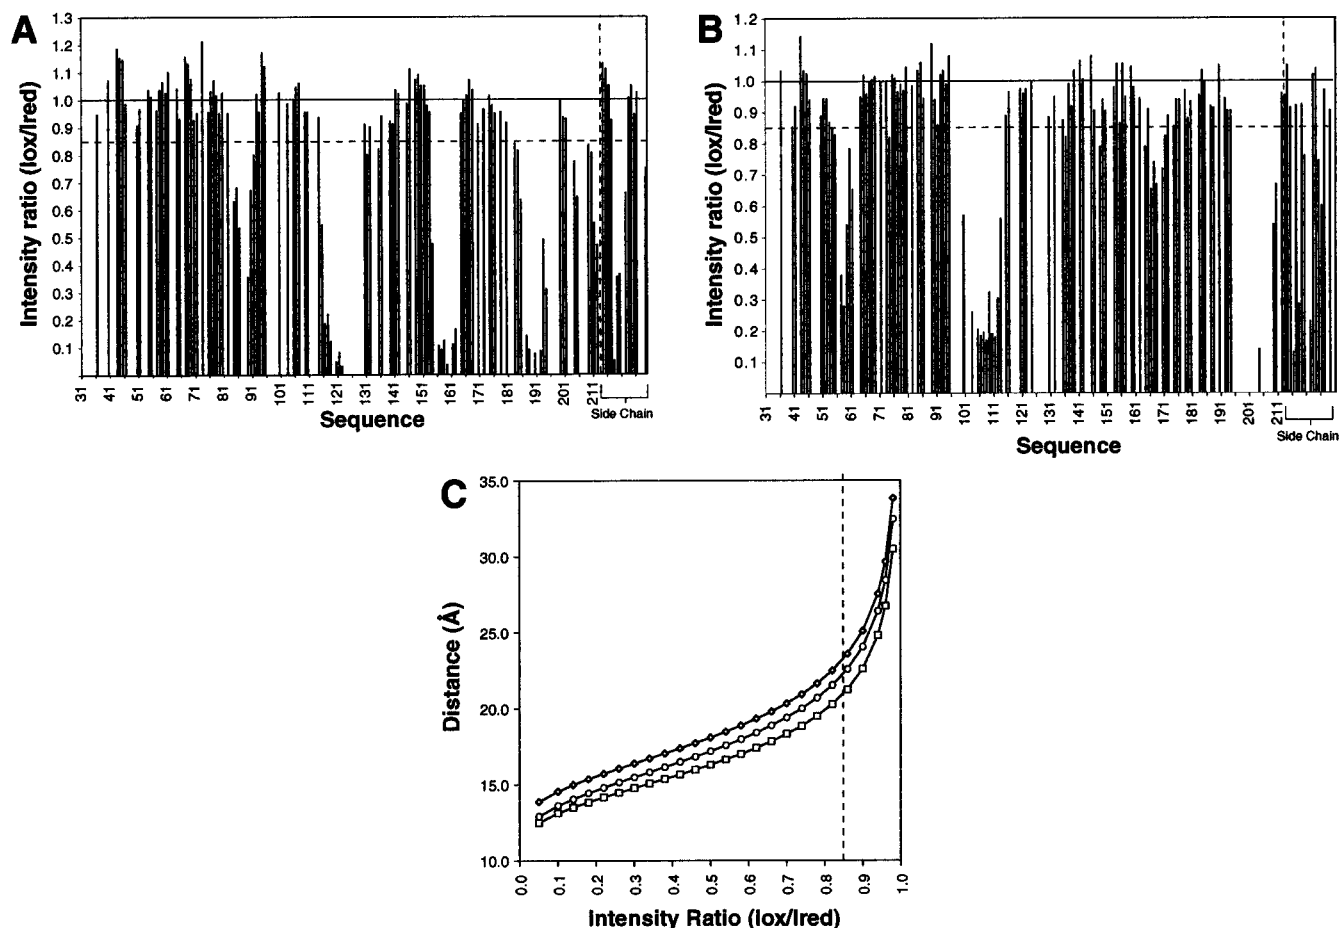 A
Intensity ratio (Iox/Ired)
1.3
1.2
1.1
1.0
0.9
0.8
0.7
0.6
0.5
0.4
0.3
0.2
0.1
31 41 51 61 71 81 91 101 111 121 131 141 151 161 171 181 191 201 211
Side Chain
Sequence
B
Intensity ratio (Iox/Ired)
1.2
1.1
1.0
0.9
0.8
0.7
0.6
0.5
0.4
0.3
0.2
0.1
31 41 51 61 71 81 91 101 111 121 131 141 151 161 171 181 191 201 211
Side Chain
Sequence
C
Distance (Å)
35.0
30.0
25.0
20.0
15.0
10.0
0.0 0.1 0.2 0.3 0.4 0.5 0.6 0.7 0.8 0.9 1.0
Intensity Ratio (Iox/Ired)